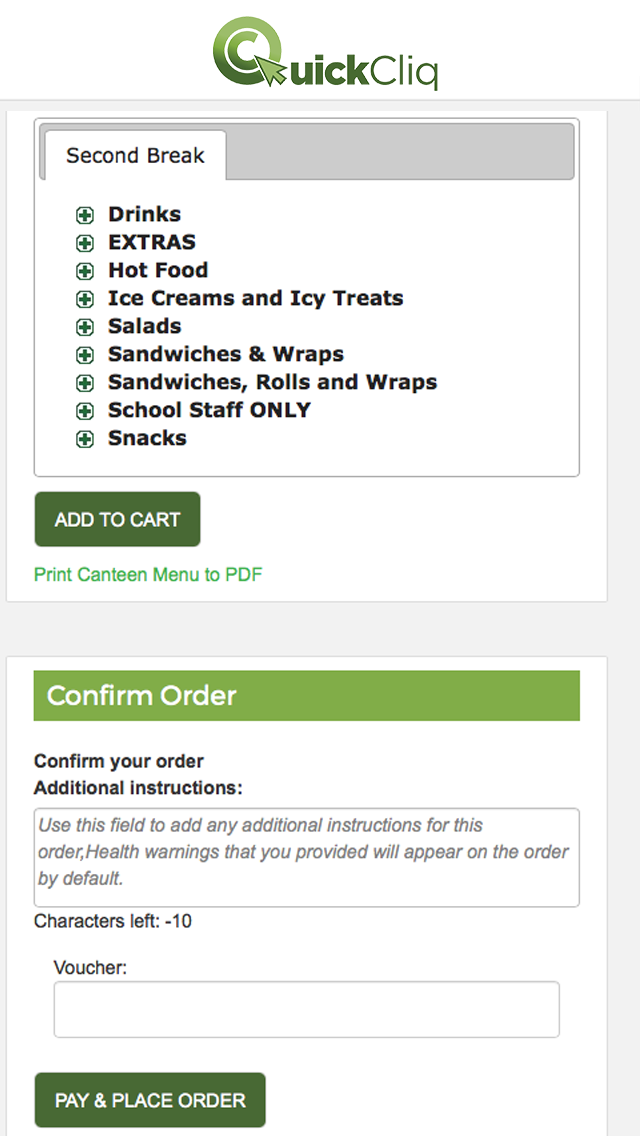 QuickCliq
Second Break
Drinks
EXTRAS
Hot Food
Ice Creams and Icy Treats
Salads
Sandwiches & Wraps
Sandwiches, Rolls and Wraps
School Staff ONLY
Snacks
ADD TO CART
Print Canteen Menu to PDF
Confirm Order
Confirm your order
Additional instructions:
Use this field to add any additional instructions for this
order,Health warnings that you provided will appear on the order
by default.
Characters left: -10
Voucher:
PAY & PLACE ORDER